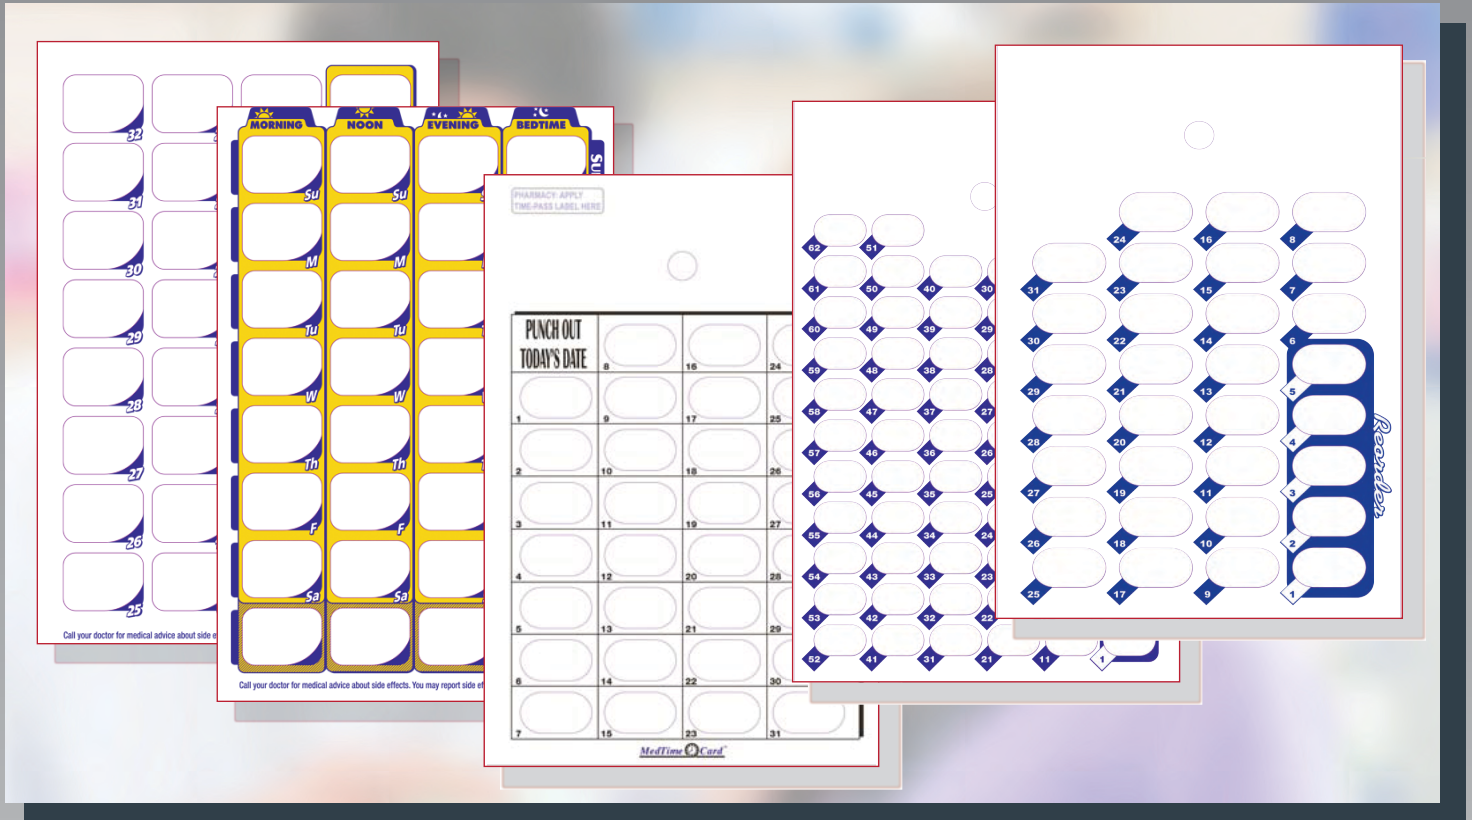 32
31
30
29
28
27
26
25
Call your doctor for medical advice about side
MORNING NOON EVENING BEDTIME
Su Su
M M
Tu Tu
W W
Th Th
F F
Sa Sa
Call your doctor for medical advice about side effects. You may report side
PHARMACY: APPLY
TIME-PASS LABEL HERE
PUNCH OUT
TODAY'S DATE
8 16 24
1 9 17 25
2 10 18 26
3 11 19 27
4 12 20 28
5 13 21 29
6 14 22 30
7 15 23 31
MedTime Card
62 51
61 50 40 30
60 49 39 29
59 48 38 28
58 47 37 27
57 46 36 26
56 45 35 25
55 44 34 24
54 43 33 23
53 42 32 22
52 41 31 21 11 1
24 16 8
31 23 15 7
30 22 14 6
29 21 13 5
28 20 12 4
27 19 11 3
26 18 10 2
25 17 9 1
Reorder